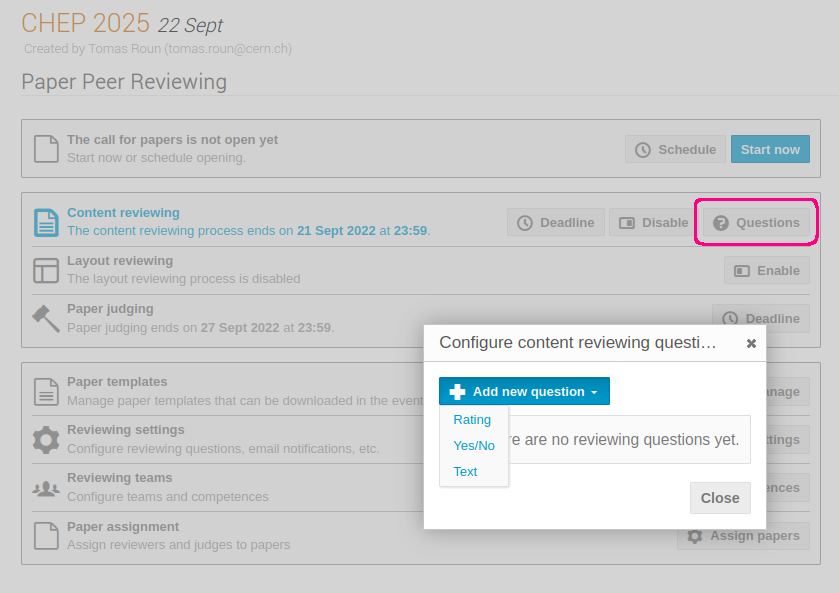 CHEP 2025 22 Sept
Created by Tomas Roun (tomas.roun@cern.ch)
Paper Peer Reviewing
The call for papers is not open yet
Start now or schedule opening.
Schedule
Start now
Content reviewing
The content reviewing process ends on 21 Sept 2022 at 23:59.
Deadline
Disable
Questions
Layout reviewing
The layout reviewing process is disabled
Enable
Paper judging
Paper judging ends on 27 Sept 2022 at 23:59.
Deadline
Configure content reviewing questi…
Add new question
Rating
Yes/No
Text
re are no reviewing questions yet.
Close
Paper templates
Manage paper templates that can be downloaded in the event
nage
Reviewing settings
Configure reviewing questions, email notifications, etc.
ttings
Reviewing teams
Configure teams and competences
ences
Paper assignment
Assign reviewers and judges to papers
Assign papers